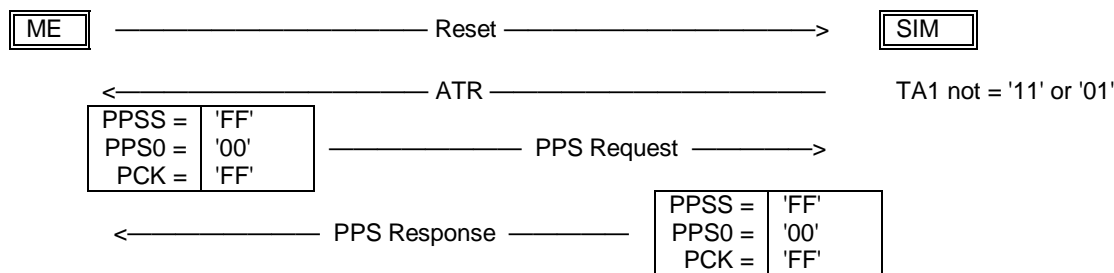 ME Reset SIM
ATR TA1 not = '11' or '01'
PPSS = 'FF'
PPS0 = '00' PPS Request
PCK = 'FF'
PPSS = 'FF'
PPS Response PPS0 = '00'
PCK = 'FF'